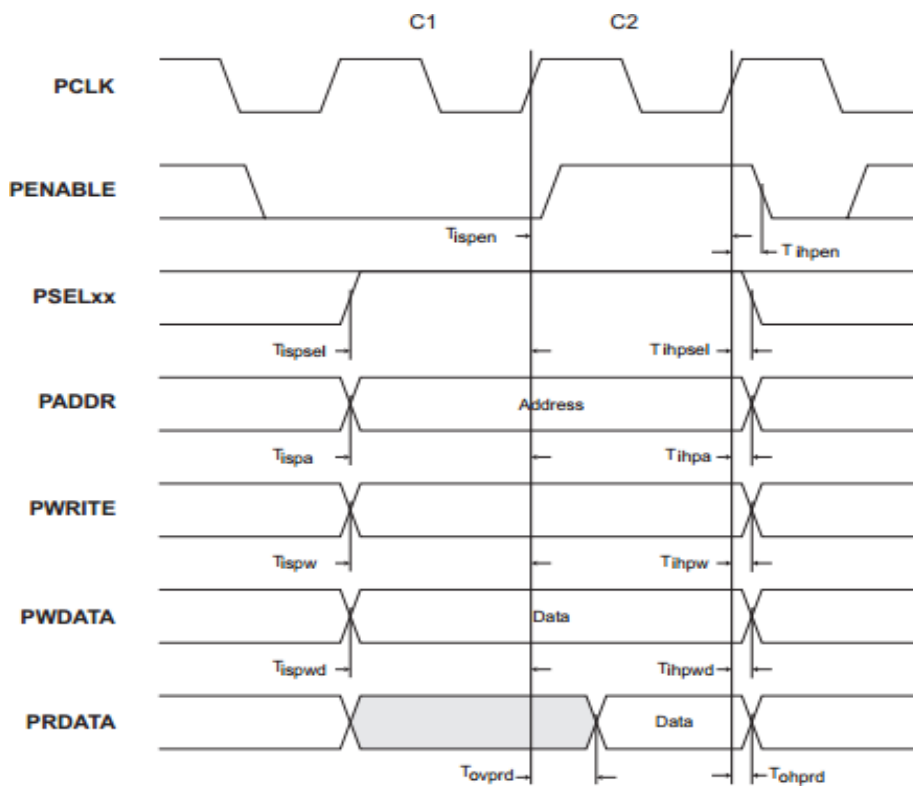 C1 C2
PCLK
PENABLE
Tispen Tihpen
PSELxx
Tispsel Tihpsel
PADDR Address
Tispa Tihpa
PWRITE
Tispw Tihpw
PWDATA Data
Tispwd Tihpwd
PRDATA Data
Tovprd Tohprd